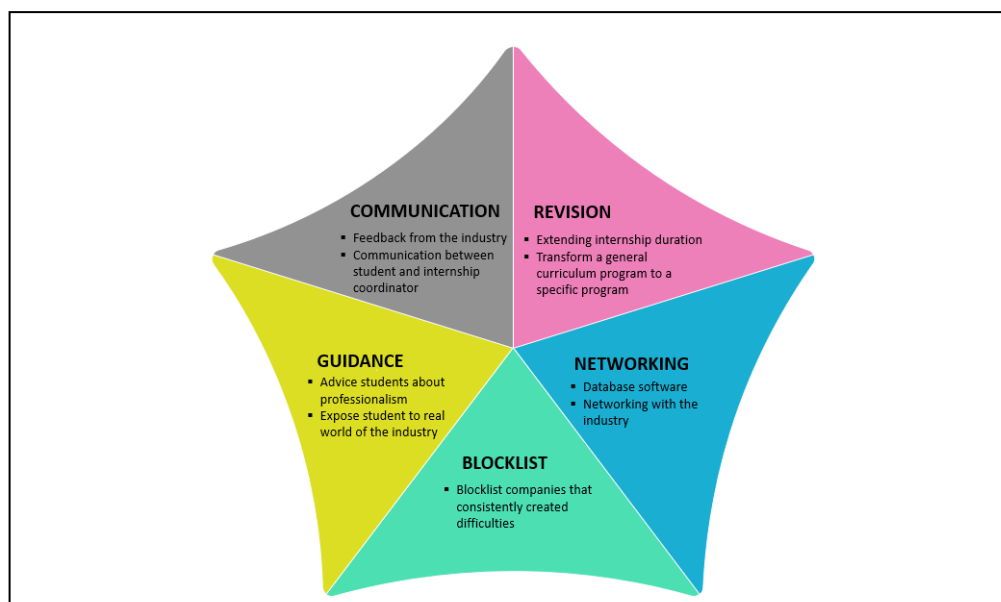 COMMUNICATION
▪ Feedback from the industry
▪ Communication between
student and internship
coordinator
REVISION
▪ Extending internship duration
▪ Transform a general
curriculum program to a
specific program
GUIDANCE
▪ Advice students about
professionalism
▪ Expose student to real
world of the industry
NETWORKING
▪ Database software
▪ Networking with the
industry
BLOCKLIST
▪ Blocklist companies that
consistently created
difficulties